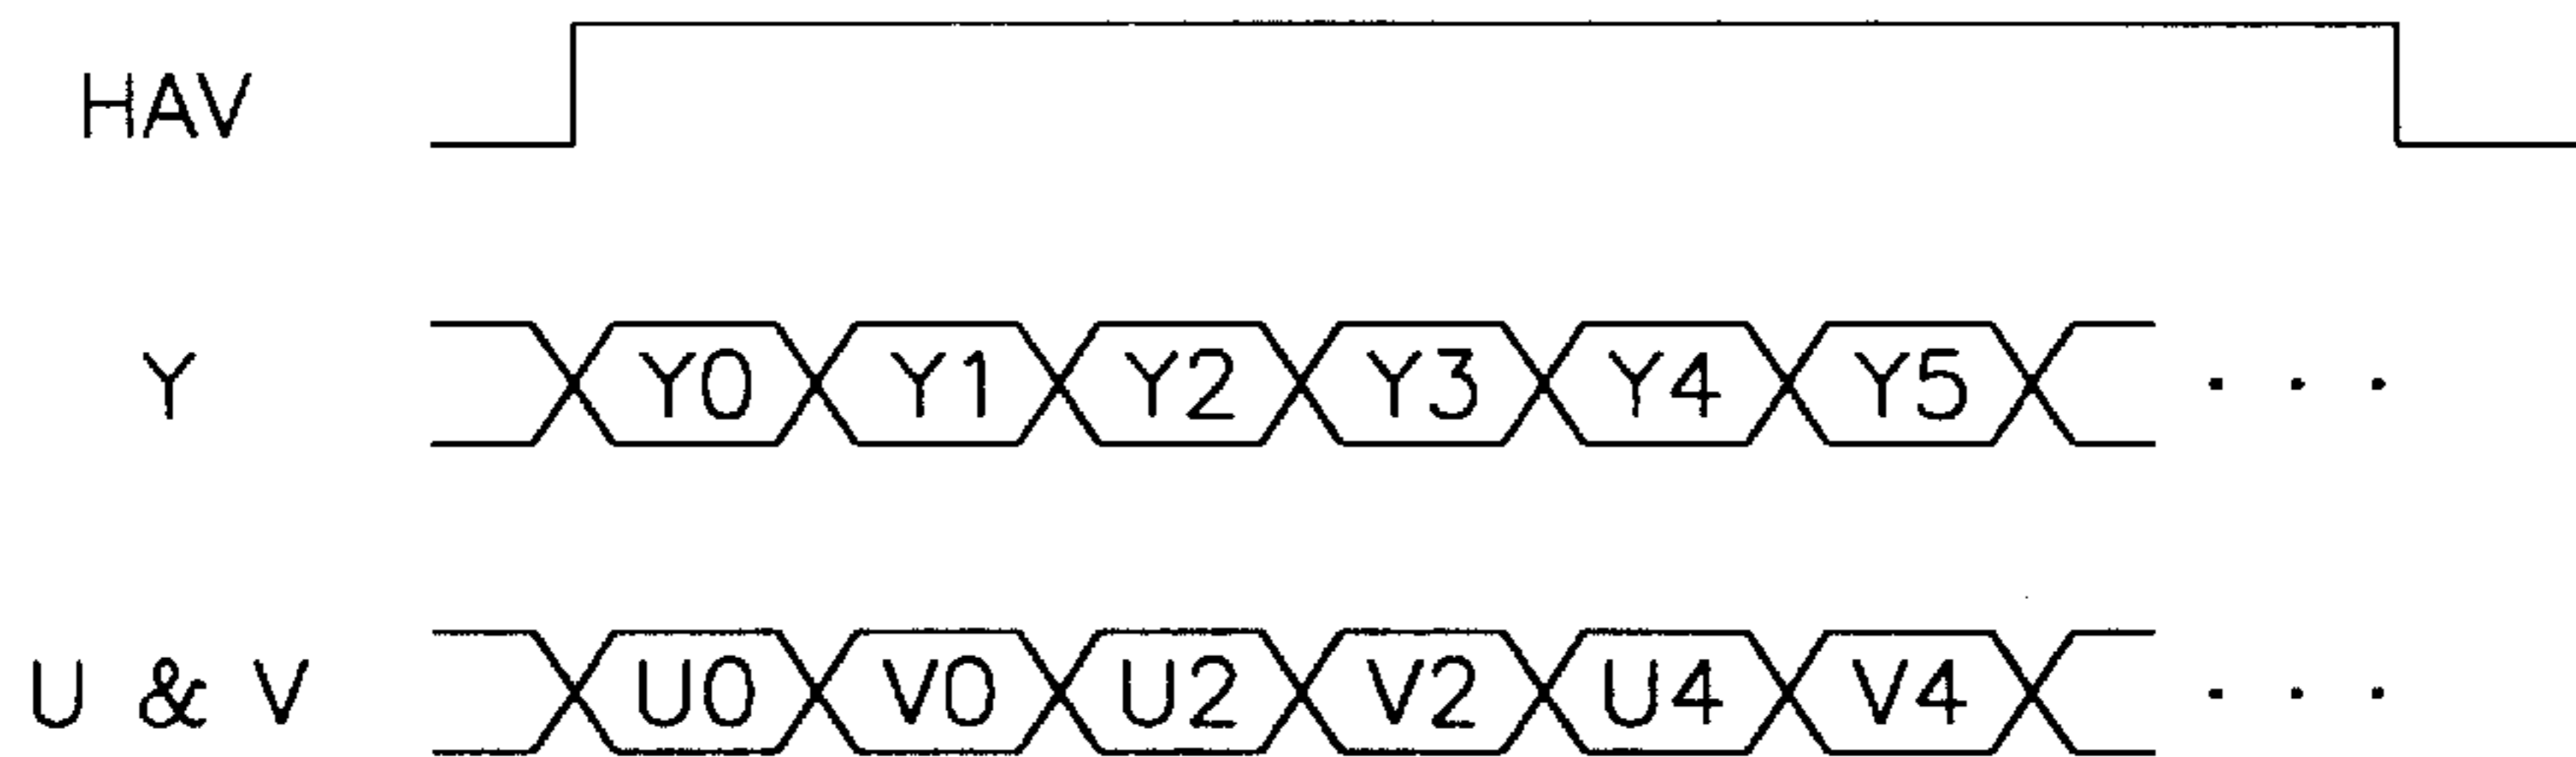 HAV
Y Y0 Y1 Y2 Y3 Y4 Y5 . . .
U & V U0 V0 U2 V2 U4 V4 . . .